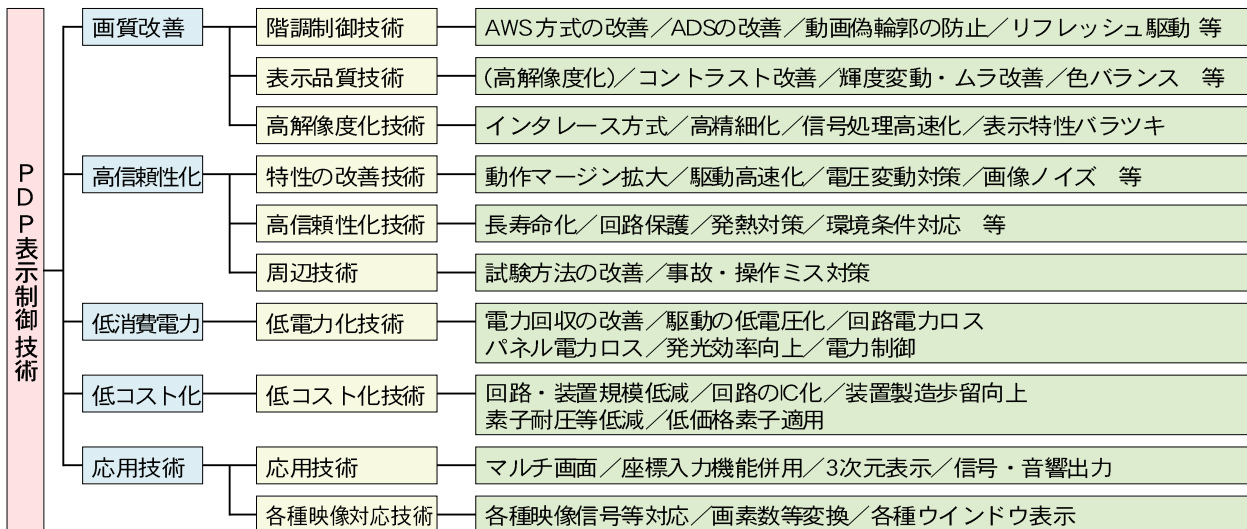 PDP表示制御技術
画質改善
階調制御技術
AWS方式の改善／ADSの改善／動画偽輪郭の防止／リフレッシュ駆動 等
表示品質技術
(高解像度化)／コントラスト改善／輝度変動・ムラ改善／色バランス　等
高解像度化技術
インタレース方式／高精細化／信号処理高速化／表示特性バラツキ
高信頼性化
特性の改善技術
動作マージン拡大／駆動高速化／電圧変動対策／画像ノイズ　等
高信頼性化技術
長寿命化／回路保護／発熱対策／環境条件対応　等
周辺技術
試験方法の改善／事故・操作ミス対策
低消費電力
低電力化技術
電力回収の改善／駆動の低電圧化／回路電力ロス
パネル電力ロス／発光効率向上／電力制御
低コスト化
低コスト化技術
回路・装置規模低減／回路のIC化／装置製造歩留向上
素子耐圧等低減／低価格素子適用
応用技術
応用技術
マルチ画面／座標入力機能併用／3次元表示／信号・音響出力
各種映像対応技術
各種映像信号等対応／画素数等変換／各種ウインドウ表示